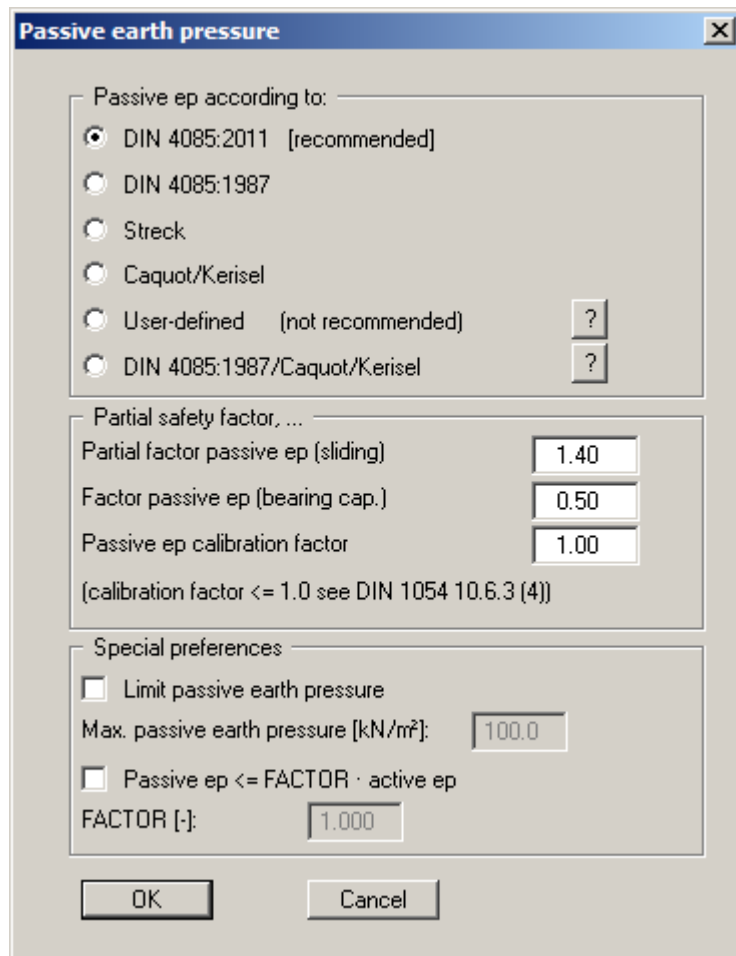 Passive earth pressure
Passive ep according to:
DIN 4085:2011 [recommended]
DIN 4085:1987
Streck
Caquot/Kerisel
User-defined (not recommended) ?
DIN 4085:1987/Caquot/Kerisel ?
Partial safety factor, ...
Partial factor passive ep (sliding) 1.40
Factor passive ep (bearing cap.) 0.50
Passive ep calibration factor 1.00
(calibration factor <= 1.0 see DIN 1054 10.6.3 (4))
Special preferences
Limit passive earth pressure
Max. passive earth pressure [kN/m²]: 100.0
Passive ep <= FACTOR · active ep
FACTOR [-]: 1.000
OK Cancel